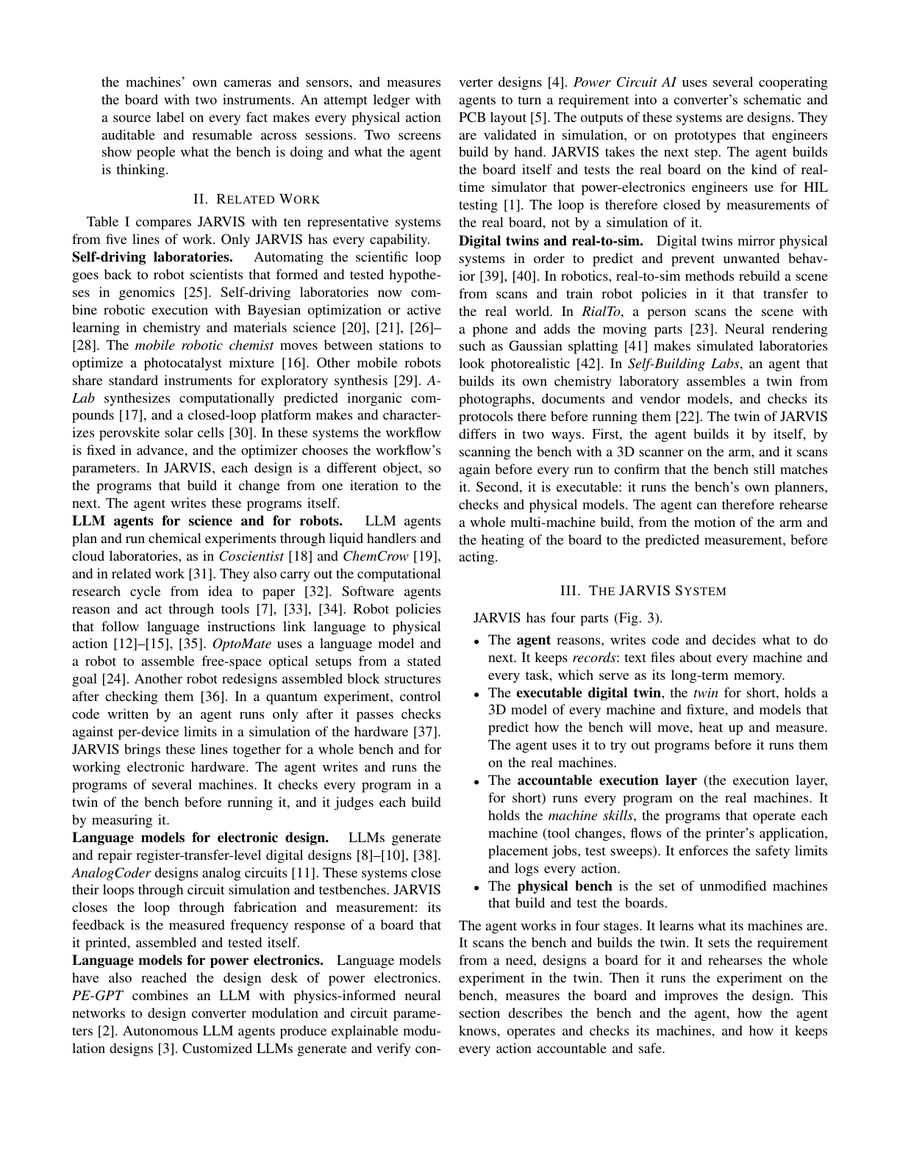 the machines' own cameras and sensors, and measures
the board with two instruments. An attempt ledger with
a source label on every fact makes every physical action
auditable and resumable across sessions. Two screens
show people what the bench is doing and what the agent
is thinking.
II. RELATED WORK
Table I compares JARVIS with ten representative systems
from five lines of work. Only JARVIS has every capability.
Self-driving laboratories. Automating the scientific loop
goes back to robot scientists that formed and tested hypothe-
ses in genomics [25]. Self-driving laboratories now com-
bine robotic execution with Bayesian optimization or active
learning in chemistry and materials science [20], [21], [26]–
[28]. The mobile robotic chemist moves between stations to
optimize a photocatalyst mixture [16]. Other mobile robots
share standard instruments for exploratory synthesis [29]. A-
Lab synthesizes computationally predicted inorganic com-
pounds [17], and a closed-loop platform makes and character-
izes perovskite solar cells [30]. In these systems the workflow
is fixed in advance, and the optimizer chooses the workflow's
parameters. In JARVIS, each design is a different object, so
the programs that build it change from one iteration to the
next. The agent writes these programs itself.
LLM agents for science and for robots. LLM agents
plan and run chemical experiments through liquid handlers and
cloud laboratories, as in Coscientist [18] and ChemCrow [19],
and in related work [31]. They also carry out the computational
research cycle from idea to paper [32]. Software agents
reason and act through tools [7], [33], [34]. Robot policies
that follow language instructions link language to physical
action [12]–[15], [35]. OptoMate uses a language model and
a robot to assemble free-space optical setups from a stated
goal [24]. Another robot redesigns assembled block structures
after checking them [36]. In a quantum experiment, control
code written by an agent runs only after it passes checks
against per-device limits in a simulation of the hardware [37].
JARVIS brings these lines together for a whole bench and for
working electronic hardware. The agent writes and runs the
programs of several machines. It checks every program in a
twin of the bench before running it, and it judges each build
by measuring it.
Language models for electronic design. LLMs generate
and repair register-transfer-level digital designs [8]–[10], [38].
AnalogCoder designs analog circuits [11]. These systems close
their loops through circuit simulation and testbenches. JARVIS
closes the loop through fabrication and measurement: its
feedback is the measured frequency response of a board that
it printed, assembled and tested itself.
Language models for power electronics. Language models
have also reached the design desk of power electronics.
PE-GPT combines an LLM with physics-informed neural
networks to design converter modulation and circuit parame-
ters [2]. Autonomous LLM agents produce explainable modu-
lation designs [3]. Customized LLMs generate and verify con-
verter designs [4]. Power Circuit AI uses several cooperating
agents to turn a requirement into a converter's schematic and
PCB layout [5]. The outputs of these systems are designs. They
are validated in simulation, or on prototypes that engineers
build by hand. JARVIS takes the next step. The agent builds
the board itself and tests the real board on the kind of real-
time simulator that power-electronics engineers use for HIL
testing [1]. The loop is therefore closed by measurements of
the real board, not by a simulation of it.
Digital twins and real-to-sim. Digital twins mirror physical
systems in order to predict and prevent unwanted behav-
ior [39], [40]. In robotics, real-to-sim methods rebuild a scene
from scans and train robot policies in it that transfer to
the real world. In RialTo, a person scans the scene with
a phone and adds the moving parts [23]. Neural rendering
such as Gaussian splatting [41] makes simulated laboratories
look photorealistic [42]. In Self-Building Labs, an agent that
builds its own chemistry laboratory assembles a twin from
photographs, documents and vendor models, and checks its
protocols there before running them [22]. The twin of JARVIS
differs in two ways. First, the agent builds it by itself, by
scanning the bench with a 3D scanner on the arm, and it scans
again before every run to confirm that the bench still matches
it. Second, it is executable: it runs the bench's own planners,
checks and physical models. The agent can therefore rehearse
a whole multi-machine build, from the motion of the arm and
the heating of the board to the predicted measurement, before
acting.
III. THE JARVIS SYSTEM
JARVIS has four parts (Fig. 3).
• The agent reasons, writes code and decides what to do
next. It keeps records: text files about every machine and
every task, which serve as its long-term memory.
• The executable digital twin, the twin for short, holds a
3D model of every machine and fixture, and models that
predict how the bench will move, heat up and measure.
The agent uses it to try out programs before it runs them
on the real machines.
• The accountable execution layer (the execution layer,
for short) runs every program on the real machines. It
holds the machine skills, the programs that operate each
machine (tool changes, flows of the printer's application,
placement jobs, test sweeps). It enforces the safety limits
and logs every action.
• The physical bench is the set of unmodified machines
that build and test the boards.
The agent works in four stages. It learns what its machines are.
It scans the bench and builds the twin. It sets the requirement
from a need, designs a board for it and rehearses the whole
experiment in the twin. Then it runs the experiment on the
bench, measures the board and improves the design. This
section describes the bench and the agent, how the agent
knows, operates and checks its machines, and how it keeps
every action accountable and safe.